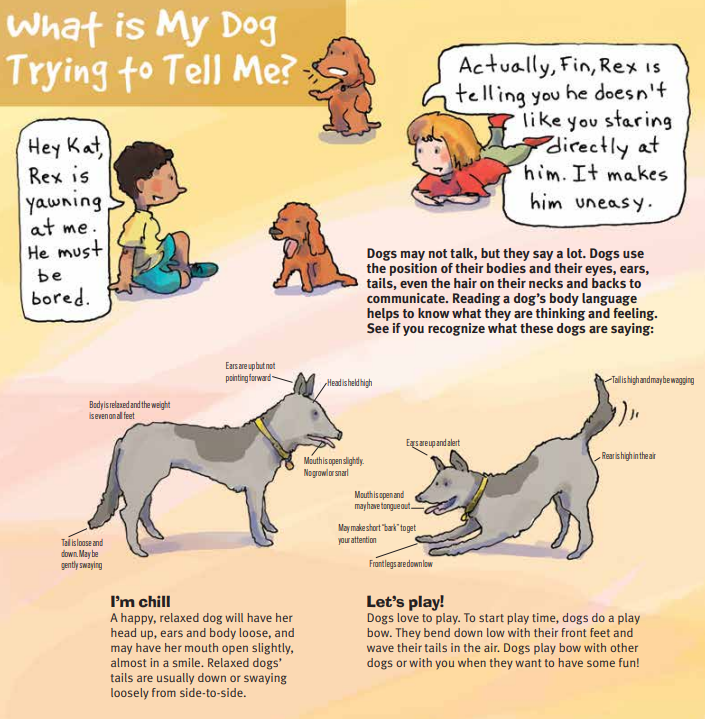 What is My Dog
Trying to Tell Me?
Hey Kat,
Rex is
yawning
at me.
He must
be
bored.
Actually, Fin, Rex is
telling you he doesn't
like you staring
directly at
him. It makes
him uneasy.
Dogs may not talk, but they say a lot. Dogs use
the position of their bodies and their eyes, ears,
tails, even the hair on their necks and backs to
communicate. Reading a dog's body language
helps to know what they are thinking and feeling.
See if you recognize what these dogs are saying:
Ears are up but not
pointing forward
Head is held high
Body is relaxed and the weight
is even on all feet
Mouth is open slightly.
No growl or snarl
Tail is loose and
down. May be
gently swaying
Tail is high and may be wagging
Ears are up and alert
Rear is high in the air
Mouth is open and
may have tongue out
May make short "bark" to get
your attention
Front legs are down low
I'm chill
A happy, relaxed dog will have her
head up, ears and body loose, and
may have her mouth open slightly,
almost in a smile. Relaxed dogs'
tails are usually down or swaying
loosely from side-to-side.
Let's play!
Dogs love to play. To start play time, dogs do a play
bow. They bend down low with their front feet and
wave their tails in the air. Dogs play bow with other
dogs or with you when they want to have some fun!